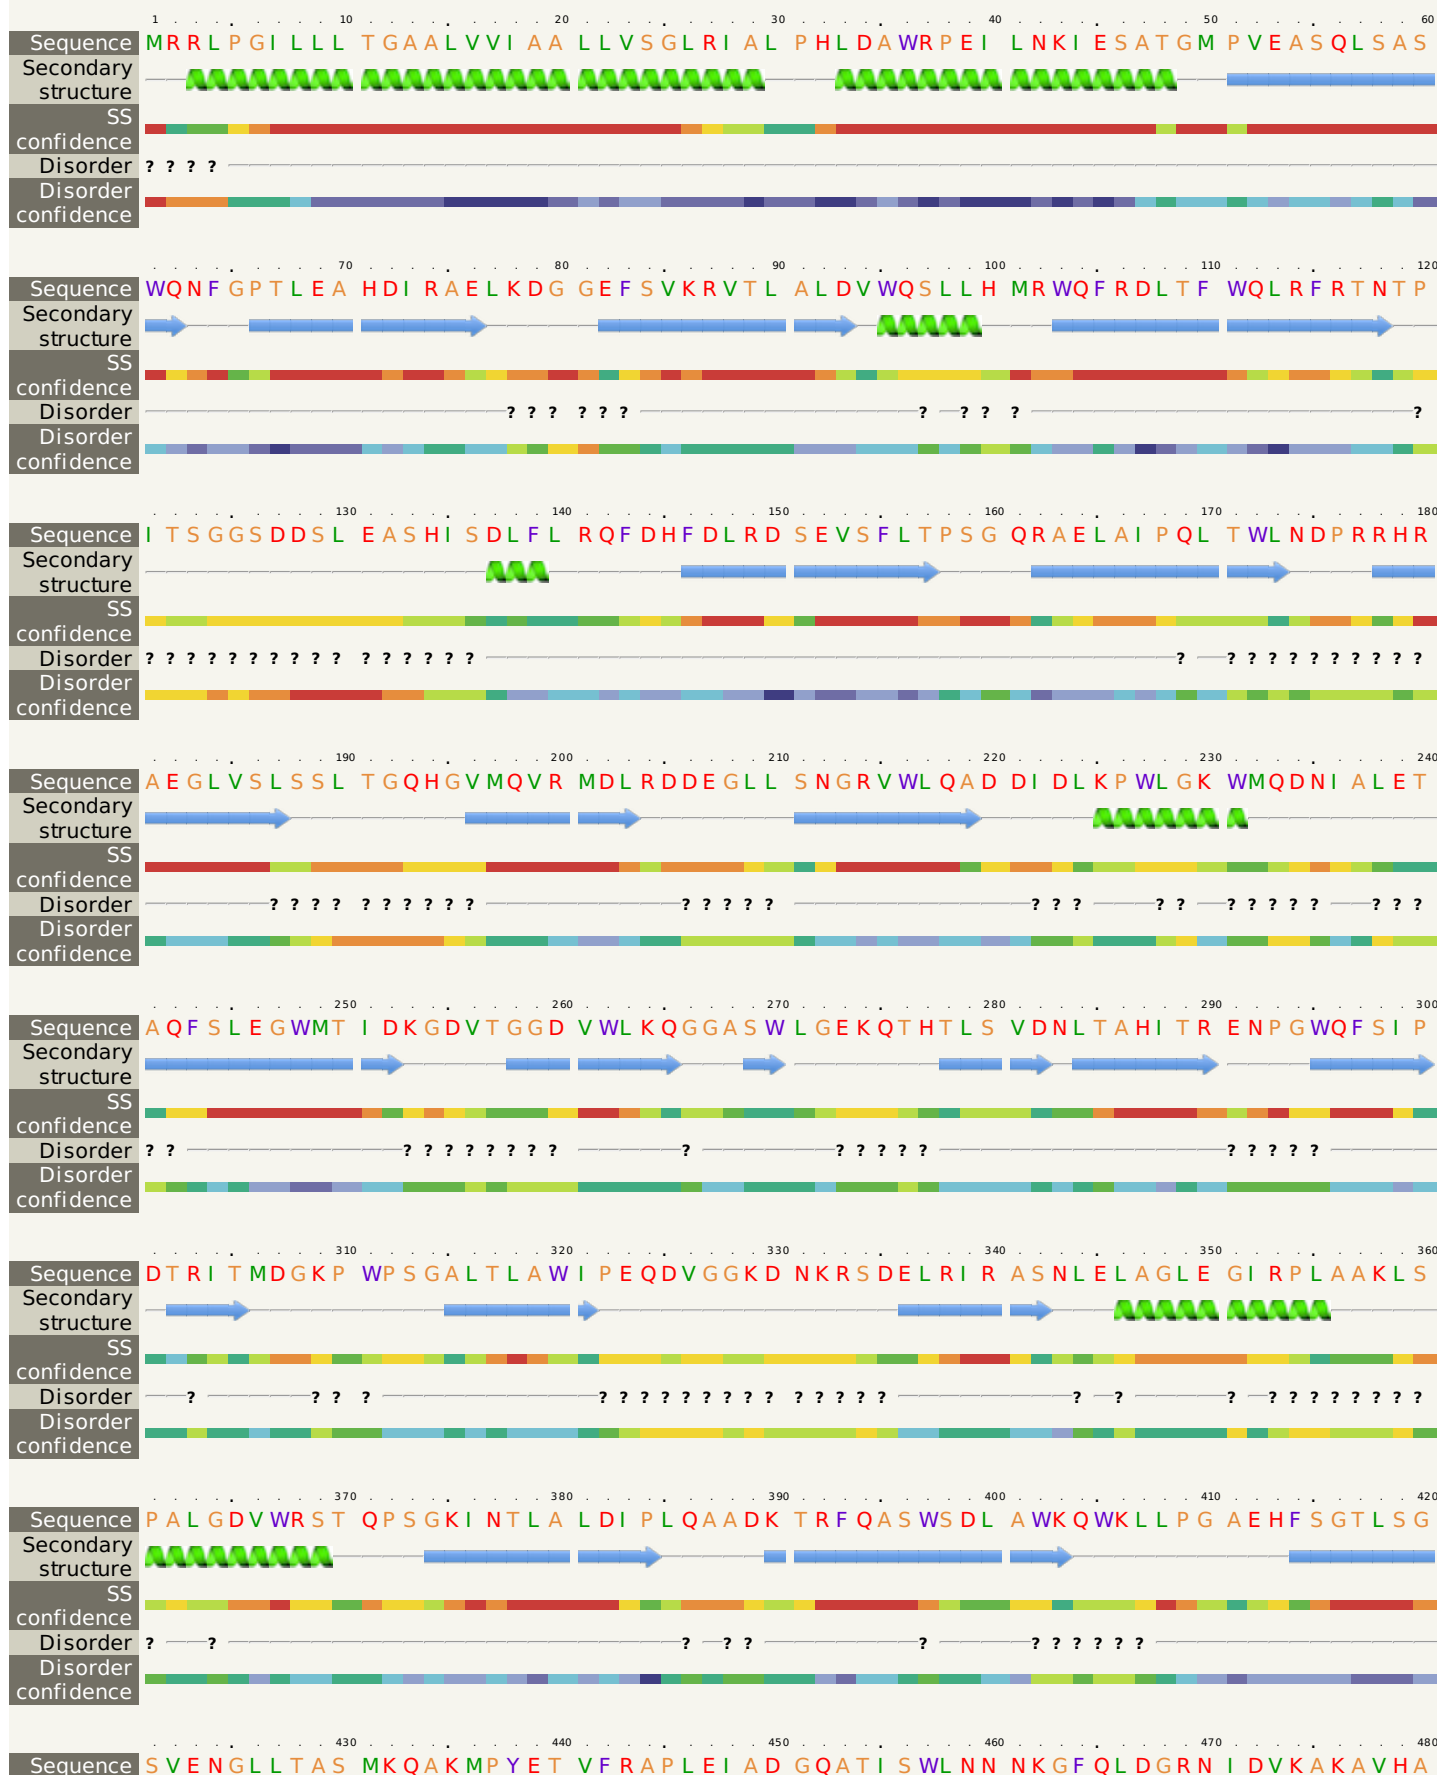 1 10 20 30 40 50 60
Sequence MRRLPGILLL TGAALVVIAA LLVSGLRIAL PHLDAWRPEI LNKIESATGM PVEASQLSAS
Secondary
structure
SS
confidence
Disorder ? ? ? ?
Disorder
confidence
70 80 90 100 110 120
Sequence WQNFGPTLEA HDIRAELKDG GEFSVKRVTL ALDVWQSLLH MRWQFRDLTF WQLRFRTNTP
Secondary
structure
SS
confidence
Disorder ? ? ? ? ? ? ? ? ? ? ?
Disorder
confidence
130 140 150 160 170 180
Sequence ITSGGSDDSL EASHISDLFL RQFDHFDLRD SEVSFLTPSG QRAELAIPQL TWLNDPRRHR
Secondary
structure
SS
confidence
Disorder ? ? ? ? ? ? ? ? ? ? ? ? ? ? ? ? ? ? ? ? ? ? ? ? ? ? ?
Disorder
confidence
190 200 210 220 230 240
Sequence AEGLVSLSSL TGQHGVMQVR MDLRDDEGLL SNGRVWLQAD DIDLKPWLGK WMQDNIALET
Secondary
structure
SS
confidence
Disorder ? ? ? ? ? ? ? ? ? ? ? ? ? ? ? ? ? ? ? ? ? ? ? ? ? ? ? ?
Disorder
confidence
250 260 270 280 290 300
Sequence AQFSLEGWMT IDKGDVTGGD VWLKQGGASW LGEKQTHTLS VDNLTAHITR ENPGWQFSIP
Secondary
structure
SS
confidence
Disorder ? ? ? ? ? ? ? ? ? ? ? ? ? ? ? ? ? ? ? ? ?
Disorder
confidence
310 320 330 340 350 360
Sequence DTRITMDGKP WPSGALTLAW IPEQDVGGKD NKRSDELRIR ASNLELAGLE GIRPLAAKLS
Secondary
structure
SS
confidence
Disorder ? ? ? ? ? ? ? ? ? ? ? ? ? ? ? ? ? ? ? ? ? ? ? ? ? ? ? ? ?
Disorder
confidence
370 380 390 400 410 420
Sequence PALGDVWRST QPSGKINTLA LDIPLQAADK TRFQASWSDL AWKQWKLLPG AEHFSGTLSG
Secondary
structure
SS
confidence
Disorder ? ? ? ? ? ? ? ? ? ? ? ?
Disorder
confidence
430 440 450 460 470 480
Sequence SVENGLLTAS MKQAKMPYET VFRAPLEIAD GQATISWLNN NKGFQLDGRN IDVKAKAVHA